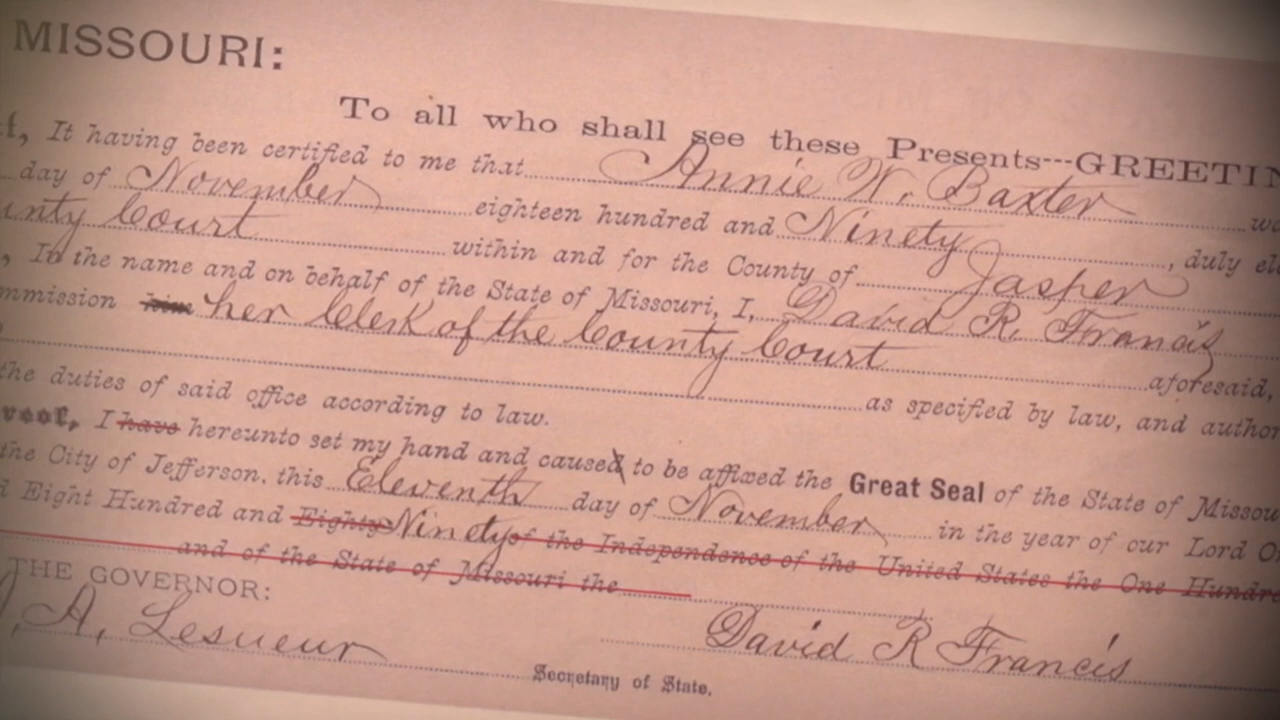 MISSOURI:
To all who shall see these Presents---GREETIN
It having been certified to me that Annie W. Baxter
day of November eighteen hundred and Ninety, duly ele
unty Court within and for the County of Jasper
, In the name and on behalf of the State of Missouri, I, David R. Francis
mmission him her Clerk of the County Court aforesaid,
as specified by law, and author
the duties of said office according to law.
I have hereunto set my hand and caused to be affixed the Great Seal of the State of Missou
the City of Jefferson, this Eleventh day of November in the year of our Lord O
d Eight Hundred and Eighty Ninety of the Independence of the United States the One Hundre
and of the State of Missouri the
THE GOVERNOR:
David R Francis
A. Lesueur
Secretary of State.